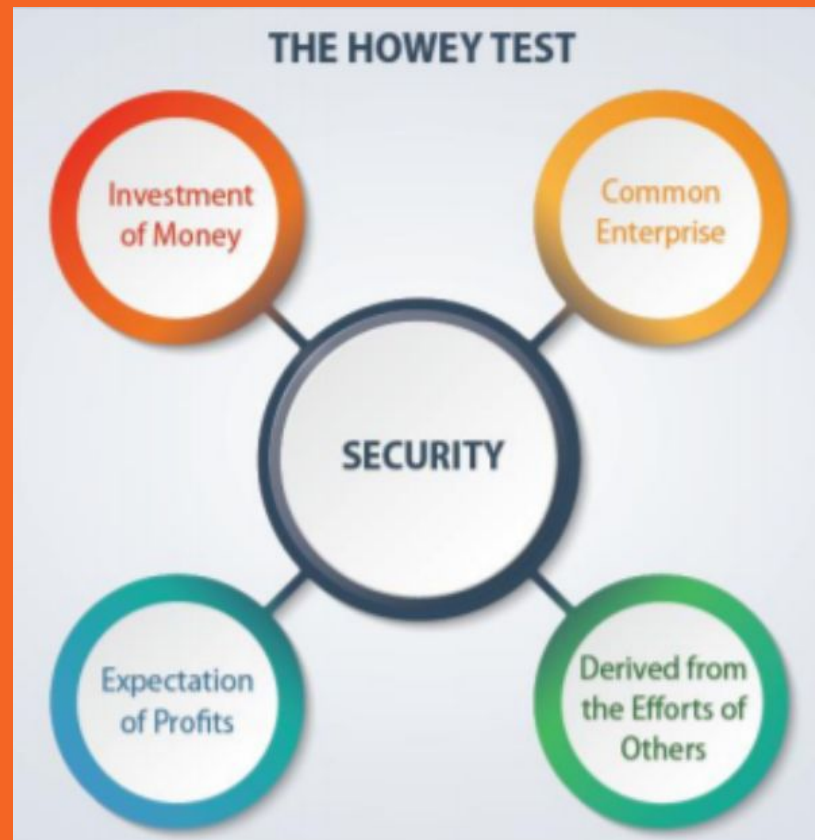 THE HOWEY TEST
Investment
of Money
Common
Enterprise
SECURITY
Expectation
of Profits
Derived from
the Efforts of
Others